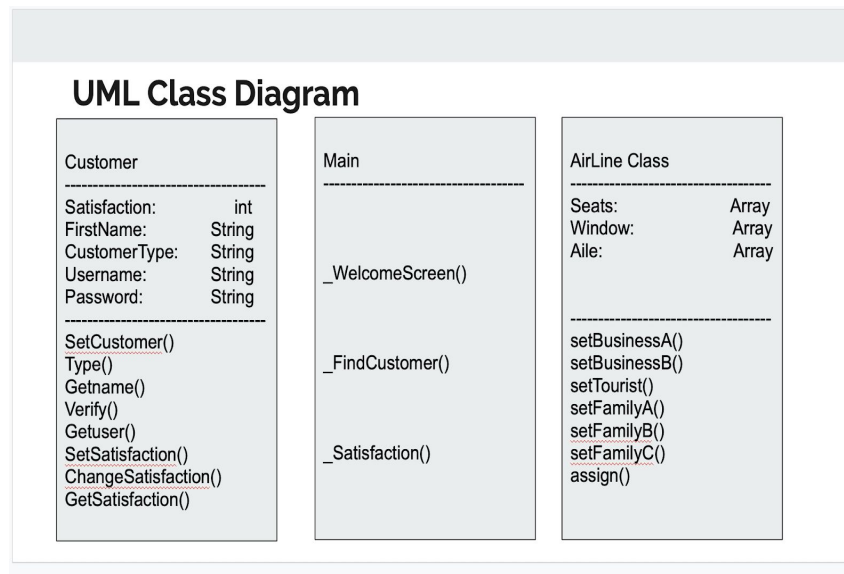 UML Class Diagram
Customer
------------------------------------
Satisfaction: int
FirstName: String
CustomerType: String
Username: String
Password: String
------------------------------------
SetCustomer()
Type()
Getname()
Verify()
Getuser()
SetSatisfaction()
ChangeSatisfaction()
GetSatisfaction()
Main
------------------------------------
_WelcomeScreen()
_FindCustomer()
_Satisfaction()
AirLine Class
------------------------------------
Seats: Array
Window: Array
Aile: Array
------------------------------------
setBusinessA()
setBusinessB()
setTourist()
setFamilyA()
setFamilyB()
setFamilyC()
assign()